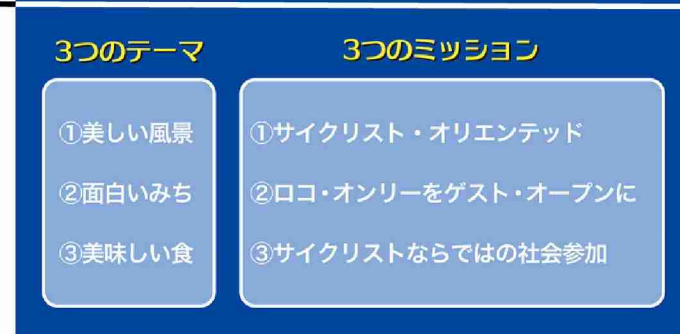 3つのテーマ
①美しい風景
②面白いみち
③美味しい食
3つのミッション
①サイクリスト・オリエンテッド
②ロコ・オンリーをゲスト・オープンに
③サイクリストならではの社会参加